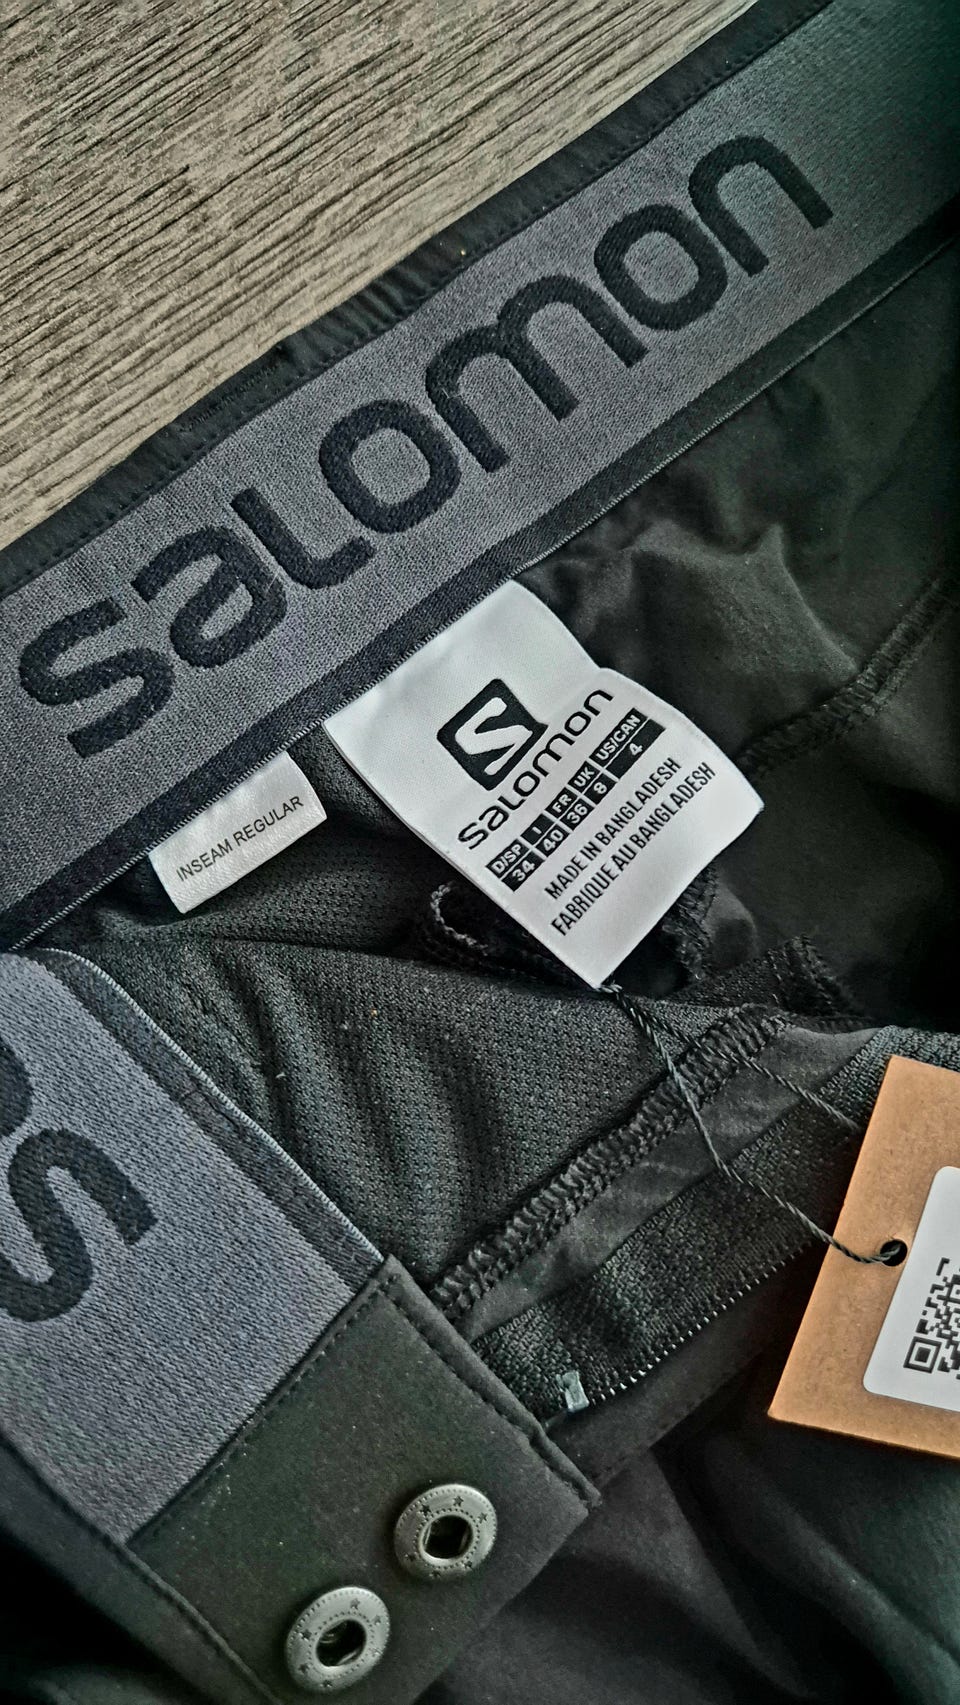 salomon
INSEAM REGULAR
S
salomon
D/SP I FR UK US/CAN
34 40 36 8 4
MADE IN BANGLADESH
FABRIQUE AU BANGLADESH
S